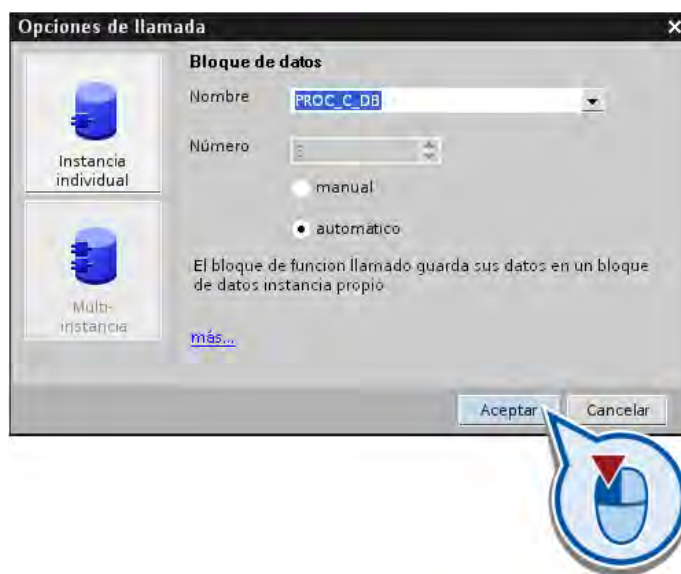 Opciones de llamada
Bloque de datos
Nombre
PROC_C_DB
Número
manual
automático
Instancia
individual
Multi-
instancia
El bloque de función llamado guarda sus datos en un bloque
de datos instancia propio
más...
Aceptar
Cancelar